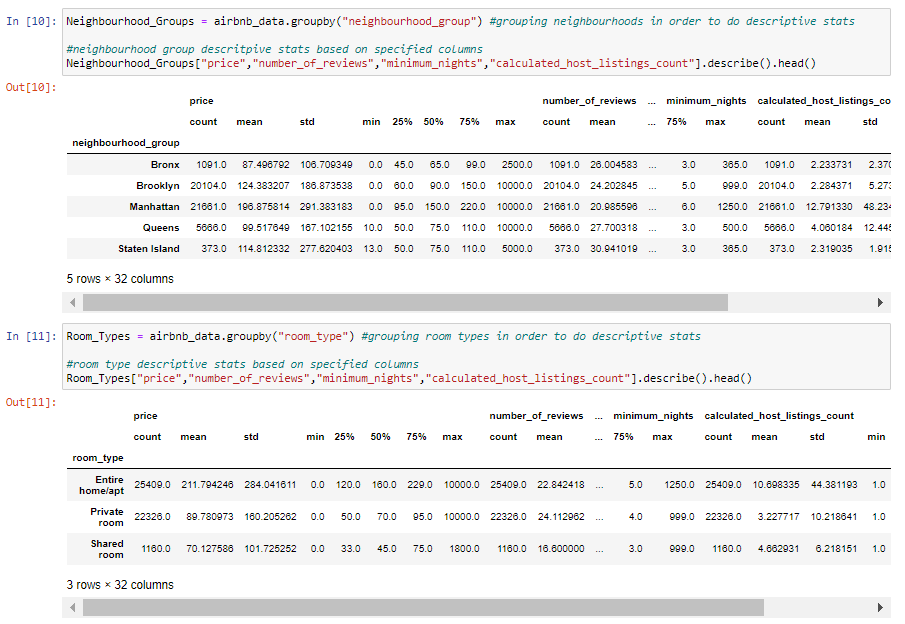 In [10]: Neighbourhood_Groups = airbnb_data.groupby("neighbourhood_group") #grouping neighbourhoods in order to do descriptive stats
#neighbourhood group descritpive stats based on specified columns
Neighbourhood_Groups["price","number_of_reviews","minimum_nights","calculated_host_listings_count"].describe().head()
Out[10]:
price number_of_reviews ... minimum_nights calculated_host_listings_co
count mean std min 25% 50% 75% max count mean ... 75% max count mean std
neighbourhood_group
Bronx 1091.0 87.496792 106.709349 0.0 45.0 65.0 99.0 2500.0 1091.0 26.004583 ... 3.0 365.0 1091.0 2.233731 2.370
Brooklyn 20104.0 124.383207 186.873538 0.0 60.0 90.0 150.0 10000.0 20104.0 24.202845 ... 5.0 999.0 20104.0 2.284371 5.273
Manhattan 21661.0 196.875814 291.383183 0.0 95.0 150.0 220.0 10000.0 21661.0 20.985596 ... 6.0 1250.0 21661.0 12.791330 48.234
Queens 5666.0 99.517649 167.102155 10.0 50.0 75.0 110.0 10000.0 5666.0 27.700318 ... 3.0 500.0 5666.0 4.060184 12.445
Staten Island 373.0 114.812332 277.620403 13.0 50.0 75.0 110.0 5000.0 373.0 30.941019 ... 3.0 365.0 373.0 2.319035 1.915
5 rows × 32 columns
In [11]: Room_Types = airbnb_data.groupby("room_type") #grouping room types in order to do descriptive stats
#room type descriptive stats based on specified columns
Room_Types["price","number_of_reviews","minimum_nights","calculated_host_listings_count"].describe().head()
Out[11]:
price number_of_reviews ... minimum_nights calculated_host_listings_count
count mean std min 25% 50% 75% max count mean ... 75% max count mean std min
room_type
Entire
home/apt 25409.0 211.794246 284.041611 0.0 120.0 160.0 229.0 10000.0 25409.0 22.842418 ... 5.0 1250.0 25409.0 10.698335 44.381193 1.0
Private
room 22326.0 89.780973 160.205262 0.0 50.0 70.0 95.0 10000.0 22326.0 24.112962 ... 4.0 999.0 22326.0 3.227717 10.218641 1.0
Shared
room 1160.0 70.127586 101.725252 0.0 33.0 45.0 75.0 1800.0 1160.0 16.600000 ... 3.0 999.0 1160.0 4.662931 6.218151 1.0
3 rows × 32 columns